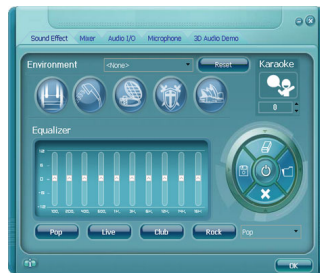 Sound Effect Mixer Audio I/O Microphone 3D Audio Demo
Environment <None> Reset Karaoke
0
Equalizer
Pop Live Club Rock Pop
OK